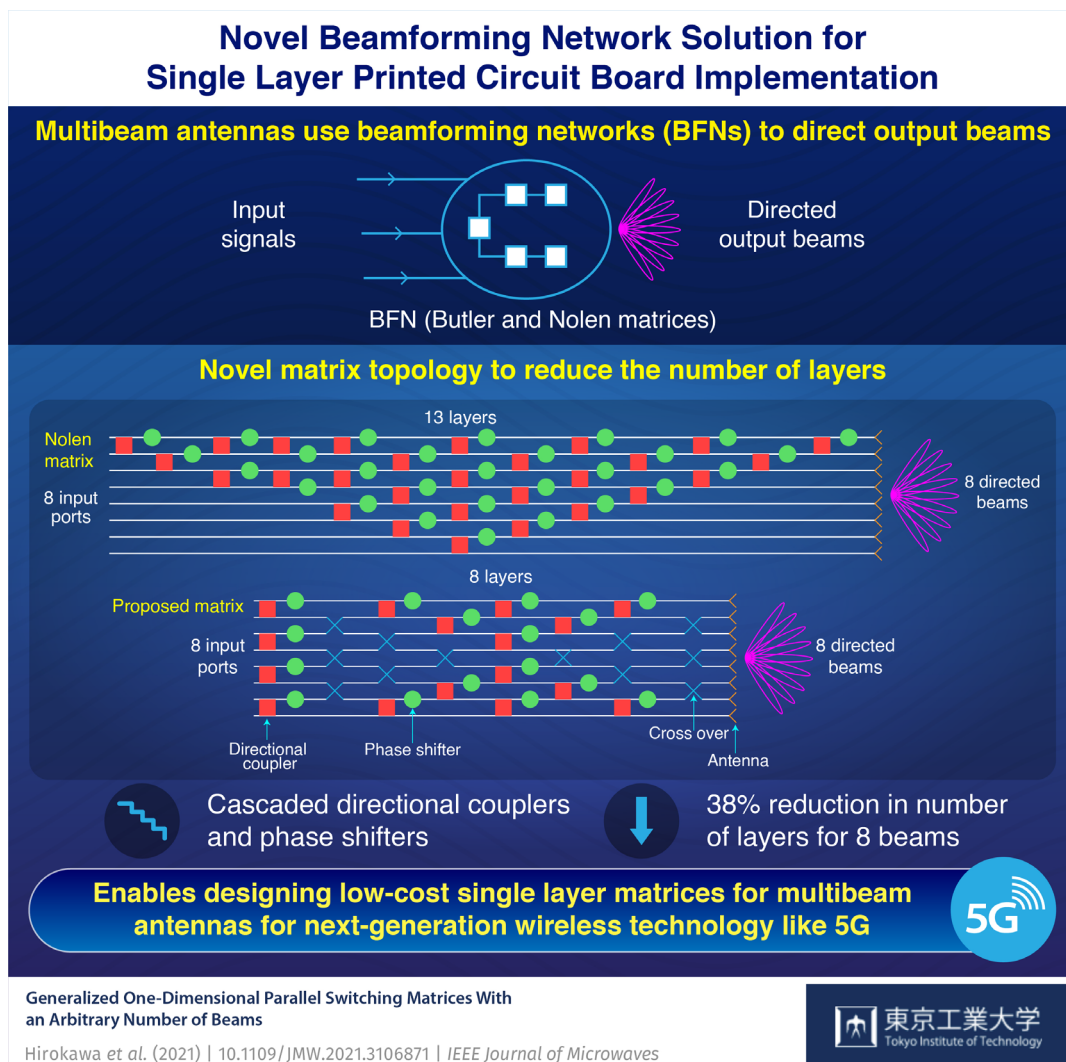 Novel Beamforming Network Solution for
Single Layer Printed Circuit Board Implementation
Multibeam antennas use beamforming networks (BFNs) to direct output beams
Input
signals
Directed
output beams
BFN (Butler and Nolen matrices)
Novel matrix topology to reduce the number of layers
13 layers
Nolen
matrix
8 input
ports
8 directed
beams
8 layers
Proposed matrix
8 input
ports
8 directed
beams
Directional
coupler
Phase shifter
Cross over
Antenna
Cascaded directional couplers
and phase shifters
38% reduction in number
of layers for 8 beams
Enables designing low-cost single layer matrices for multibeam
antennas for next-generation wireless technology like 5G
5G
Generalized One-Dimensional Parallel Switching Matrices With
an Arbitrary Number of Beams
Hirokawa et al. (2021) | 10.1109/JMW.2021.3106871 | IEEE Journal of Microwaves
東京工業大学
Tokyo Institute of Technology